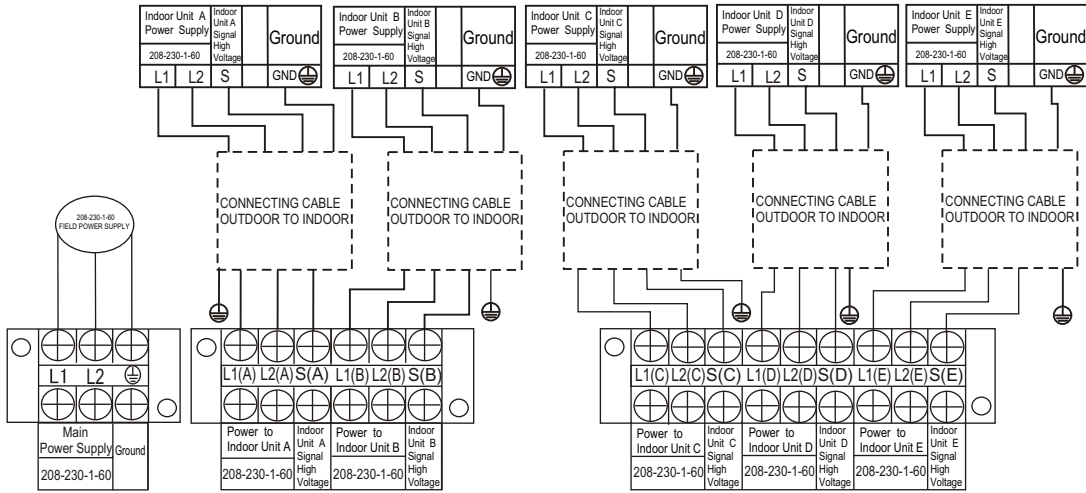 Indoor Unit A
Power Supply
208-230-1-60
Indoor
Unit A
Signal
High
Voltage
Ground
L1 L2 S GND
Indoor Unit B
Power Supply
208-230-1-60
Indoor
Unit B
Signal
High
Voltage
Ground
L1 L2 S GND
Indoor Unit C
Power Supply
208-230-1-60
Indoor
Unit C
Signal
High
Voltage
Ground
L1 L2 S GND
Indoor Unit D
Power Supply
208-230-1-60
Indoor
Unit D
Signal
High
Voltage
Ground
L1 L2 S GND
Indoor Unit E
Power Supply
208-230-1-60
Indoor
Unit E
Signal
High
Voltage
Ground
L1 L2 S GND
CONNECTING CABLE
OUTDOOR TO INDOOR
CONNECTING CABLE
OUTDOOR TO INDOOR
CONNECTING CABLE
OUTDOOR TO INDOOR
CONNECTING CABLE
OUTDOOR TO INDOOR
CONNECTING CABLE
OUTDOOR TO INDOOR
208-230-1-60
FIELD POWER SUPPLY
L1 L2
Main
Power Supply
208-230-1-60
Ground
L1(A) L2(A) S(A) L1(B) L2(B) S(B)
Power to
Indoor Unit A
208-230-1-60
Indoor
Unit A
Signal
High
Voltage
Power to
Indoor Unit B
208-230-1-60
Indoor
Unit B
Signal
High
Voltage
L1(C) L2(C) S(C) L1(D) L2(D) S(D) L1(E) L2(E) S(E)
Power to
Indoor Unit C
208-230-1-60
Indoor
Unit C
Signal
High
Voltage
Power to
Indoor Unit D
208-230-1-60
Indoor
Unit D
Signal
High
Voltage
Power to
Indoor Unit E
208-230-1-60
Indoor
Unit E
Signal
High
Voltage